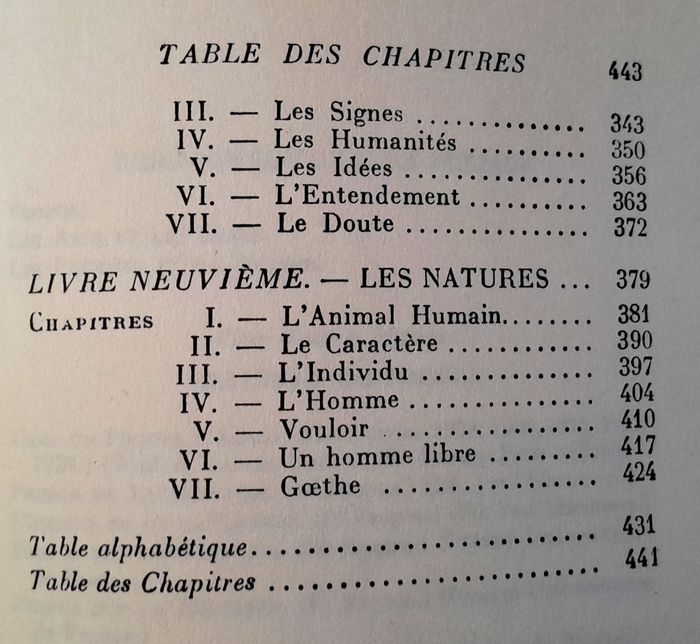 TABLE DES CHAPITRES 443
III. — Les Signes .............. 343
IV. — Les Humanités .......... 350
V. — Les Idées ............... 356
VI. — L'Entendement .......... 363
VII. — Le Doute ............... 372
LIVRE NEUVIÈME. — LES NATURES ... 379
CHAPITRES I. — L'Animal Humain........ 381
II. — Le Caractère ............ 390
III. — L'Individu .............. 397
IV. — L'Homme ............... 404
V. — Vouloir ................ 410
VI. — Un homme libre ......... 417
VII. — Gœthe ................ 424
Table alphabétique.......................... 431
Table des Chapitres ........................ 441